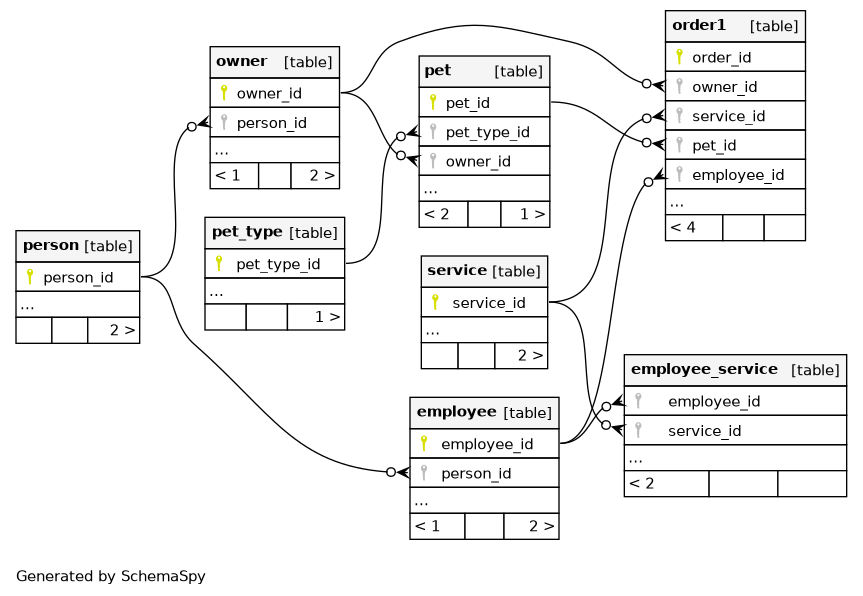 person [table]
person_id
...
2 >
owner [table]
owner_id
person_id
...
< 1 2 >
pet_type [table]
pet_type_id
...
1 >
pet [table]
pet_id
pet_type_id
owner_id
...
< 2 1 >
service [table]
service_id
...
2 >
employee [table]
employee_id
person_id
...
< 1 2 >
order1 [table]
order_id
owner_id
service_id
pet_id
employee_id
...
< 4
employee_service [table]
employee_id
service_id
...
< 2
Generated by SchemaSpy